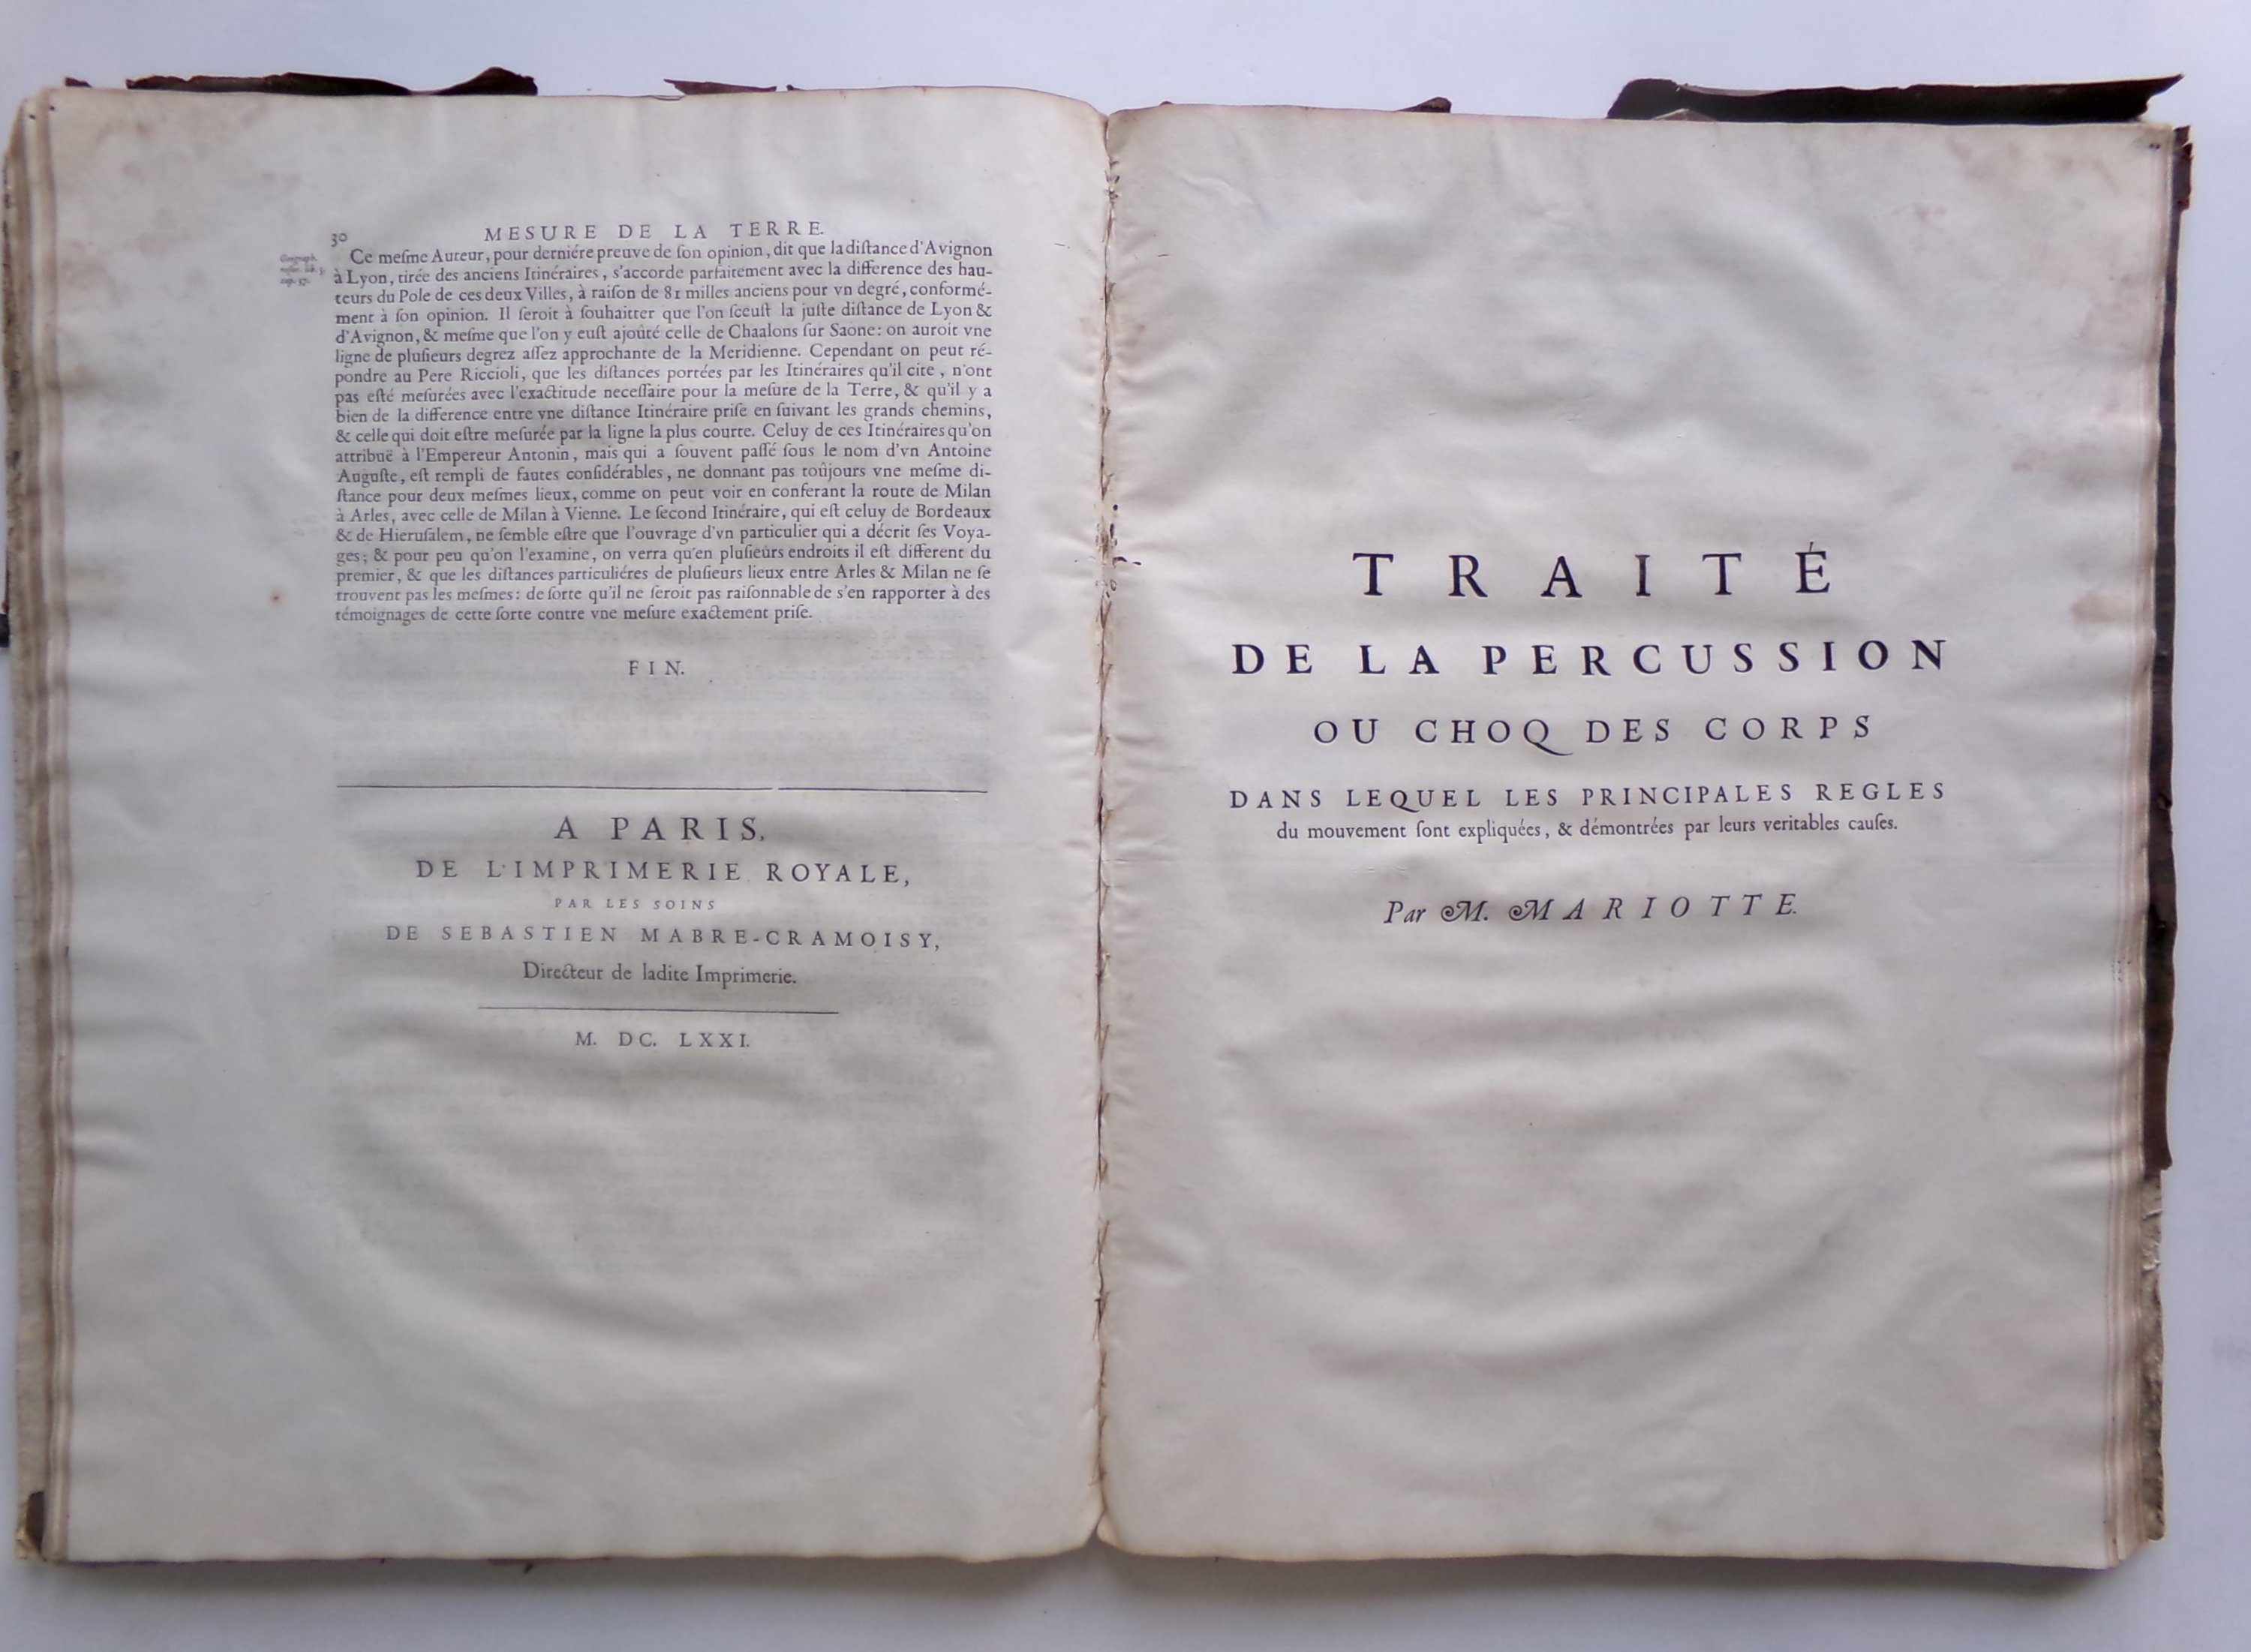 30
MESURE DE LA TERRE.
Ce meſme Auteur, pour derniére preuve de ſon opinion, dit que la diſtance d'Avignon
à Lyon, tirée des anciens Itinéraires, s'accorde parfaitement avec la difference des hau-
teurs du Pole de ces deux Villes, à raiſon de 81 milles anciens pour vn degré, conformé-
ment à ſon opinion. Il ſeroit à ſouhaitter que l'on ſceuſt la juſte diſtance de Lyon &
d'Avignon, & meſme que l'on y euſt ajoûté celle de Chaalons ſur Saone: on auroit vne
ligne de pluſieurs degrez aſſez approchante de la Meridienne. Cependant on peut ré-
pondre au Pere Riccioli, que les diſtances portées par les Itinéraires qu'il cite, n'ont
pas eſté meſurées avec l'exactitude neceſſaire pour la meſure de la Terre, & qu'il y a
bien de la difference entre vne diſtance Itinéraire priſe en ſuivant les grands chemins,
& celle qui doit eſtre meſurée par la ligne la plus courte. Celuy de ces Itinéraires qu'on
attribuë à l'Empereur Antonin, mais qui a ſouvent paſſé ſous le nom d'vn Antoine
Auguſte, eſt rempli de fautes conſidérables, ne donnant pas toûjours vne meſme di-
ſtance pour deux meſmes lieux, comme on peut voir en conferant la route de Milan
à Arles, avec celle de Milan à Vienne. Le ſecond Itinéraire, qui eſt celuy de Bordeaux
& de Hieruſalem, ne ſemble eſtre que l'ouvrage d'vn particulier qui a décrit ſes Voya-
ges; & pour peu qu'on l'examine, on verra qu'en pluſieurs endroits il eſt different du
premier, & que les diſtances particuliéres de pluſieurs lieux entre Arles & Milan ne ſe
trouvent pas les meſmes: de ſorte qu'il ne ſeroit pas raiſonnable de s'en rapporter à des
témoignages de cette ſorte contre vne meſure exactement priſe.
FIN.
A PARIS,
DE L'IMPRIMERIE ROYALE,
PAR LES SOINS
DE SEBASTIEN MABRE-CRAMOISY,
Directeur de ladite Imprimerie.
M. DC. LXXI.
TRAITÉ
DE LA PERCUSSION
OU CHOQ DES CORPS
DANS LEQUEL LES PRINCIPALES REGLES
du mouvement ſont expliquées, & démontrées par leurs veritables cauſes.
Par M. MARIOTTE.